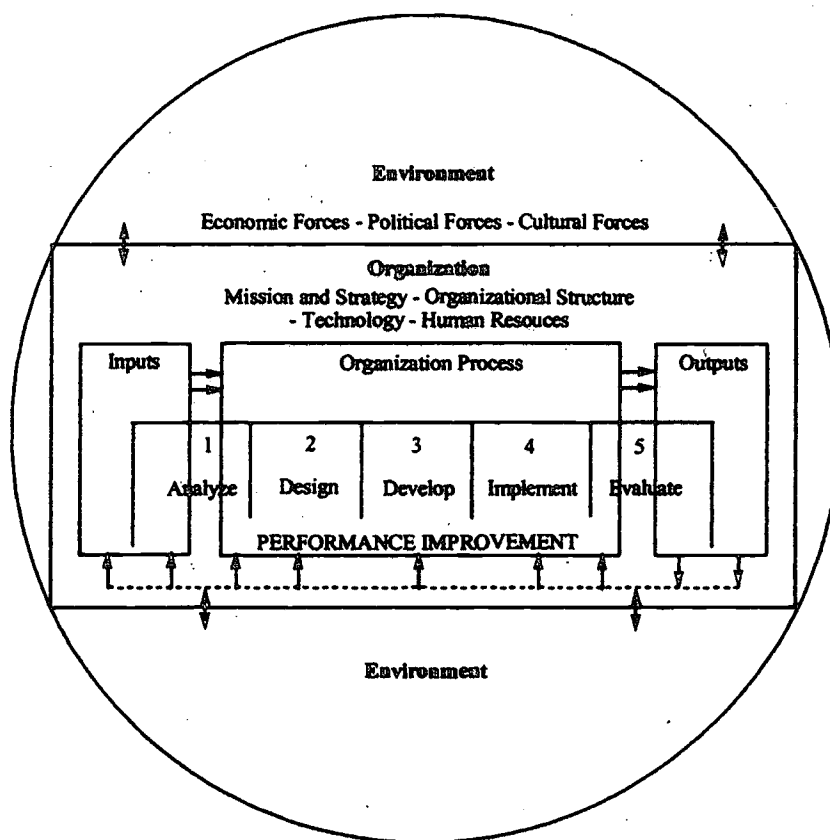 Environment
Economic Forces - Political Forces - Cultural Forces
Organization
Mission and Strategy - Organizational Structure
- Technology - Human Resouces
Inputs
Organization Process
Outputs
1
2
3
4
5
Analyze
Design
Develop
Implement
Evaluate
PERFORMANCE IMPROVEMENT
Environment